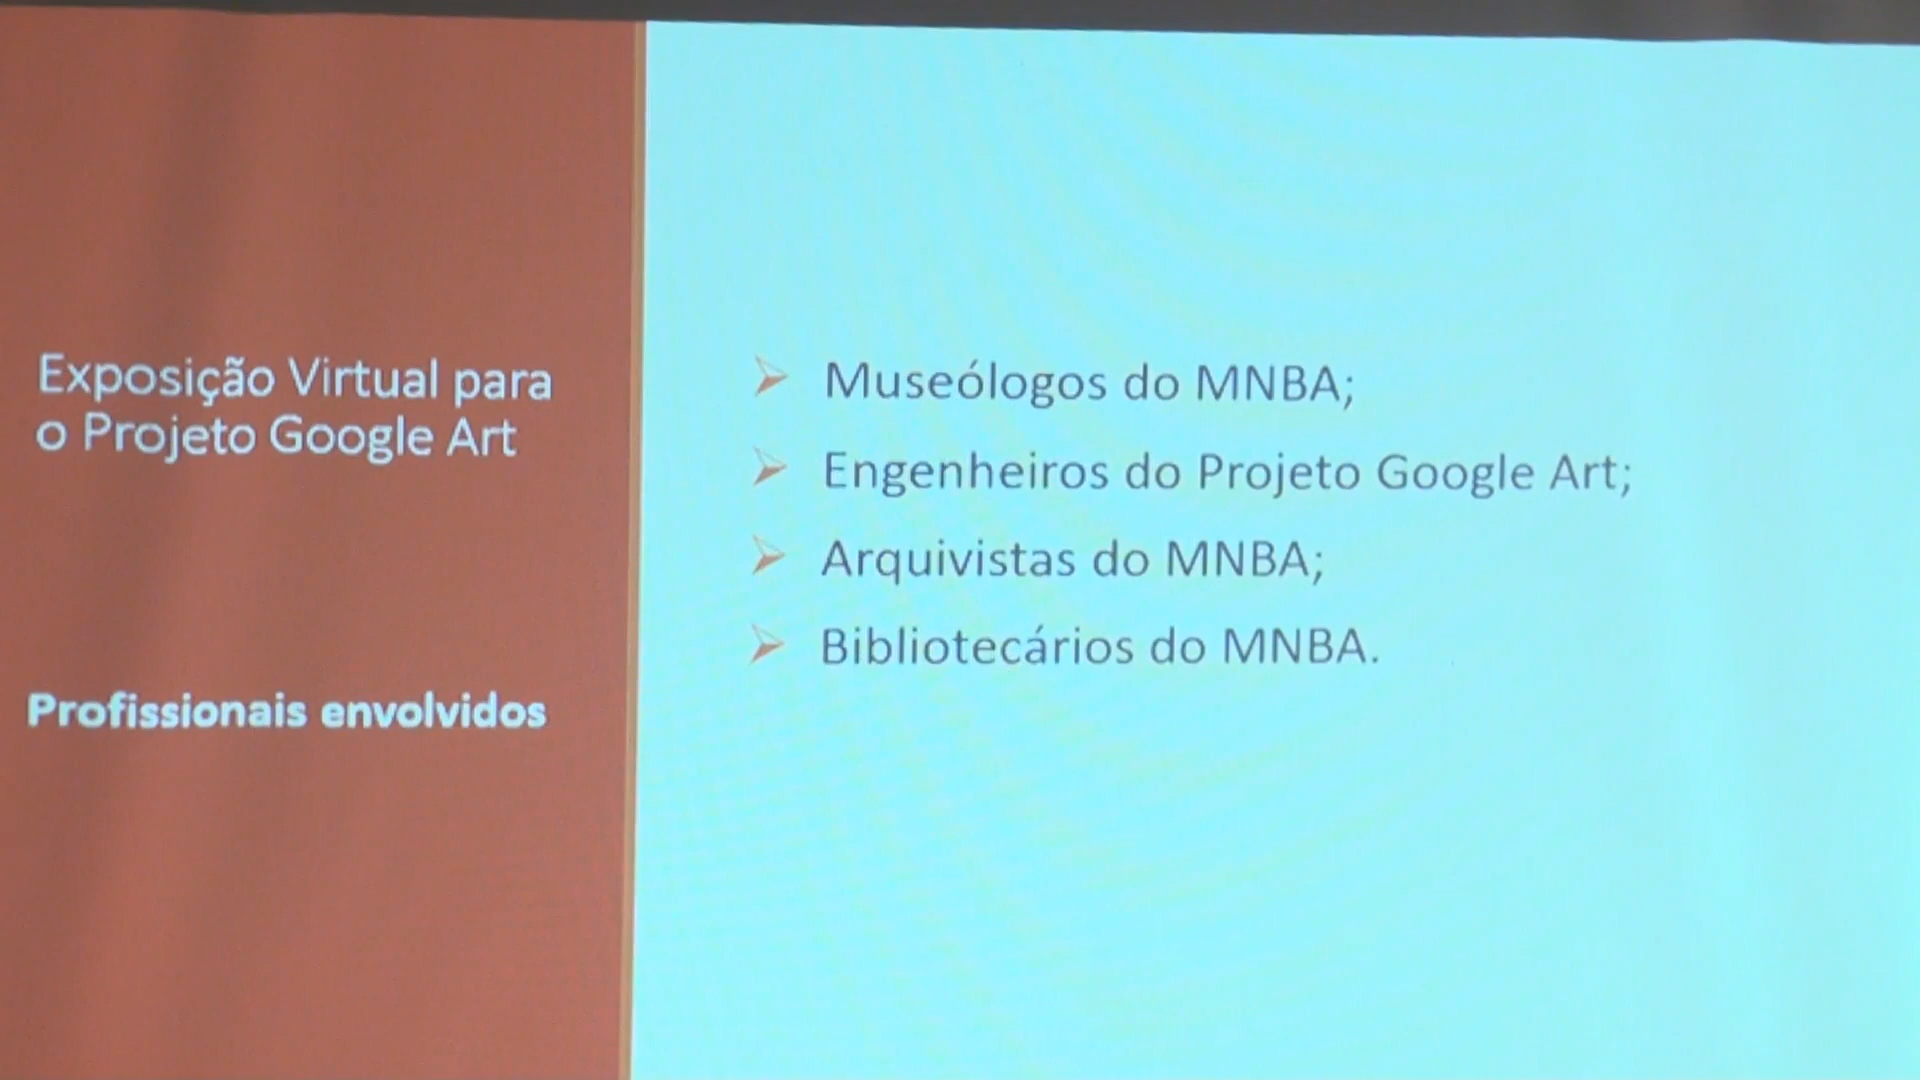 Exposição Virtual para
o Projeto Google Art
Profissionais envolvidos
Museólogos do MNBA;
Engenheiros do Projeto Google Art;
Arquivistas do MNBA;
Bibliotecários do MNBA.